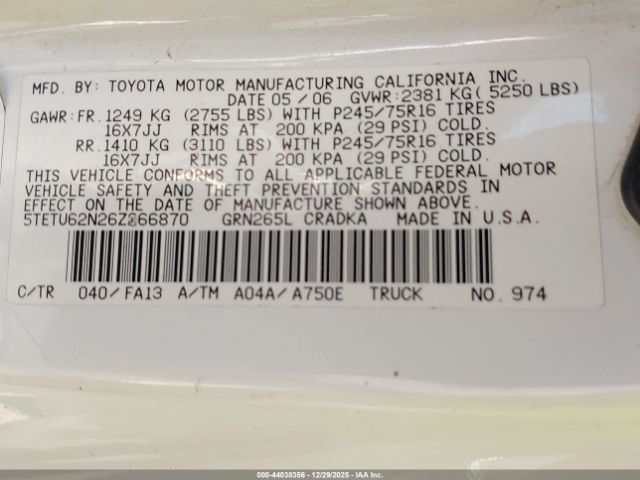 MFD. BY: TOYOTA MOTOR MANUFACTURING CALIFORNIA INC.
DATE 05 / 06 GVWR: 2381 KG( 5250 LBS)
GAWR: FR. 1249 KG (2755 LBS) WITH P245/75R16 TIRES
16X7JJ RIMS AT 200 KPA (29 PSI) COLD.
RR. 1410 KG (3110 LBS) WITH P245/75R16 TIRES
16X7JJ RIMS AT 200 KPA (29 PSI) COLD.
THIS VEHICLE CONFORMS TO ALL APPLICABLE FEDERAL MOTOR
VEHICLE SAFETY AND THEFT PREVENTION STANDARDS IN
EFFECT ON THE DATE OF MANUFACTURE SHOWN ABOVE.
5TETU62N26Z266870 GRN265L CRADKA MADE IN U.S.A.
C/TR 040/FA13 A/TM A04A/A750E TRUCK NO. 974
000-44038356 - 12/29/2025 - IAA Inc.